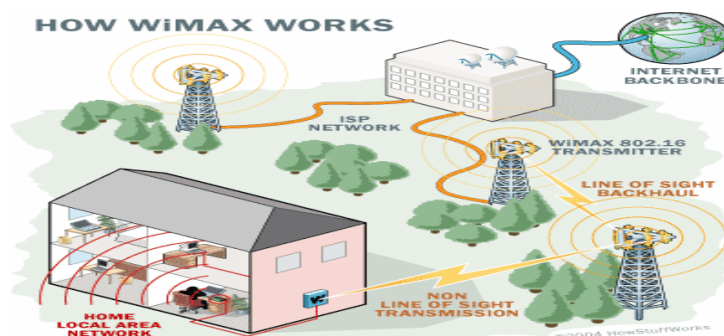 HOW WiMAX WORKS
INTERNET
BACKBONE
ISP
NETWORK
WiMAX 802.16
TRANSMITTER
LINE OF SIGHT
BACKHAUL
NON
LINE OF SIGHT
TRANSMISSION
HOME
LOCAL AREA
NETWORK
©2004 HowStuffWorks